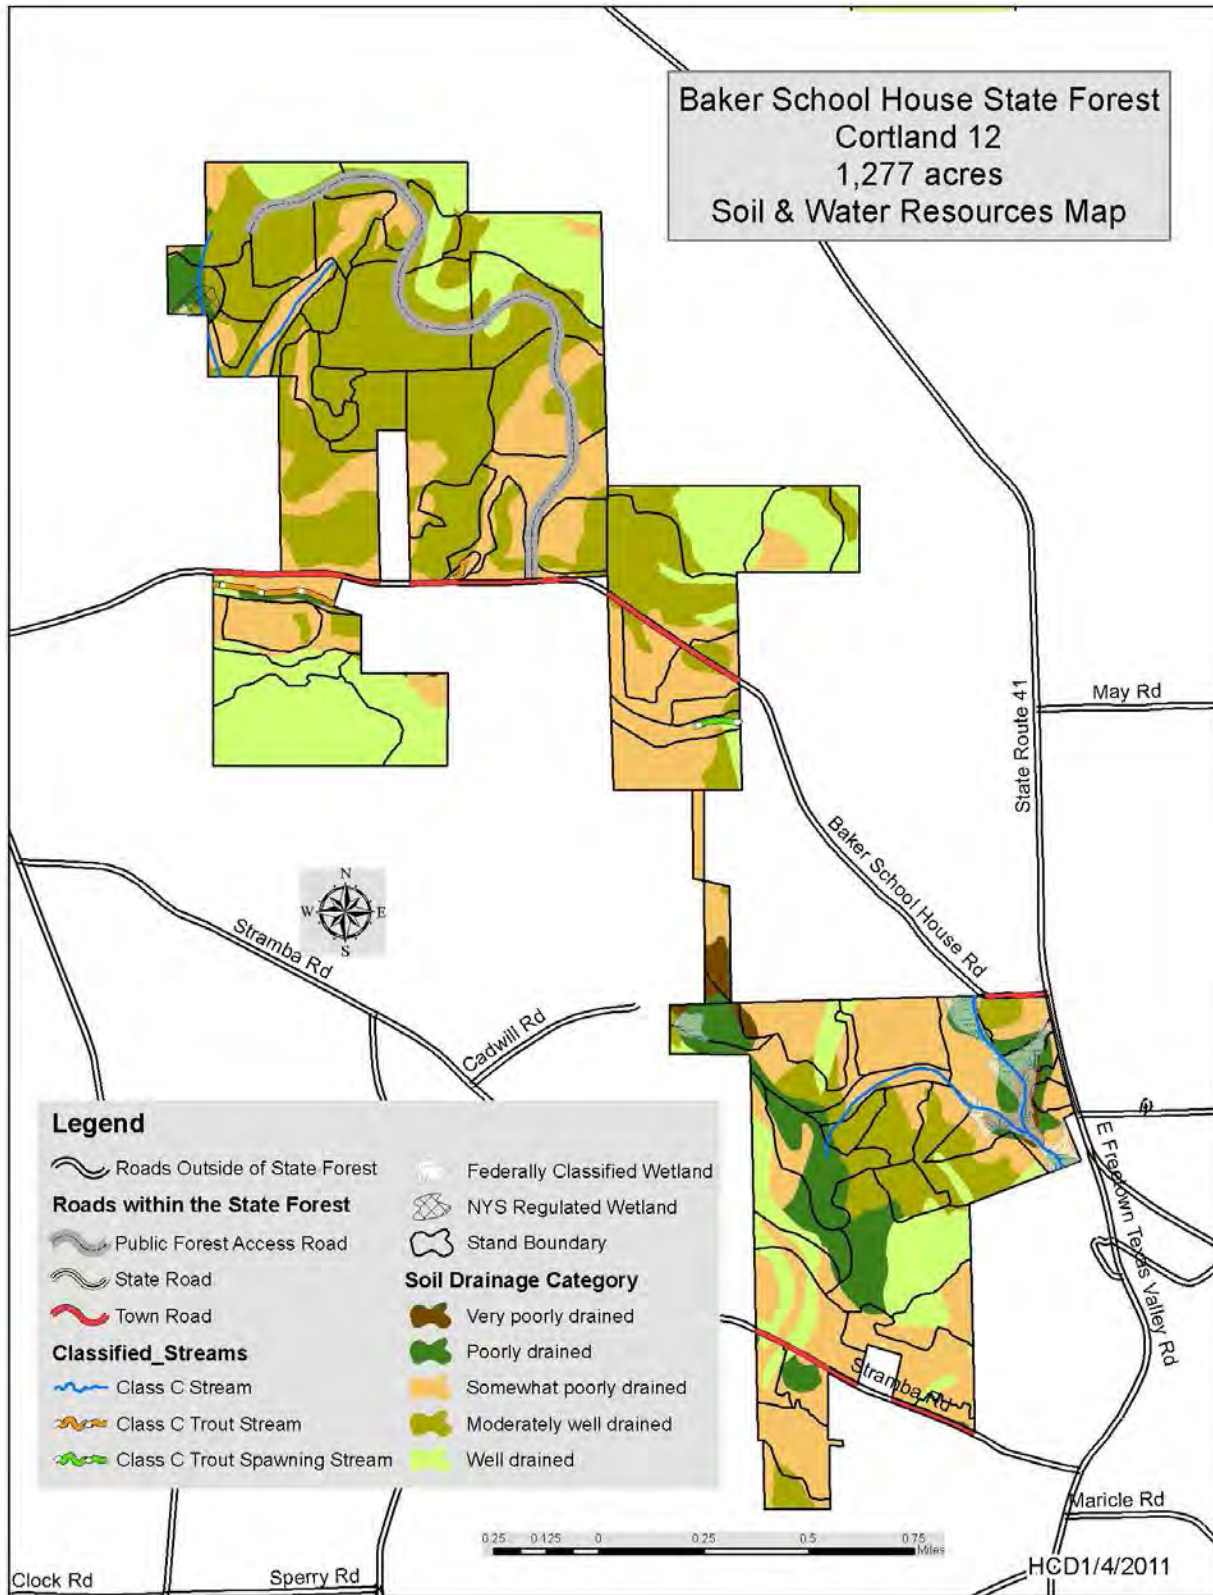 Baker School House State Forest
Cortland 12
1,277 acres
Soil & Water Resources Map
May Rd
State Route 41
Baker School House Rd
N
W
E
S
Stramba Rd
Cadwill Rd
E Freetown Texas Valley Rd
Legend
Roads Outside of State Forest
Roads within the State Forest
Public Forest Access Road
State Road
Town Road
Classified_Streams
Class C Stream
Class C Trout Stream
Class C Trout Spawning Stream
Federally Classified Wetland
NYS Regulated Wetland
Stand Boundary
Soil Drainage Category
Very poorly drained
Poorly drained
Somewhat poorly drained
Moderately well drained
Well drained
Stramba Rd
Maricle Rd
0.25 0.125 0 0.25 0.5 0.75
Miles
HCD1/4/2011
Clock Rd
Sperry Rd